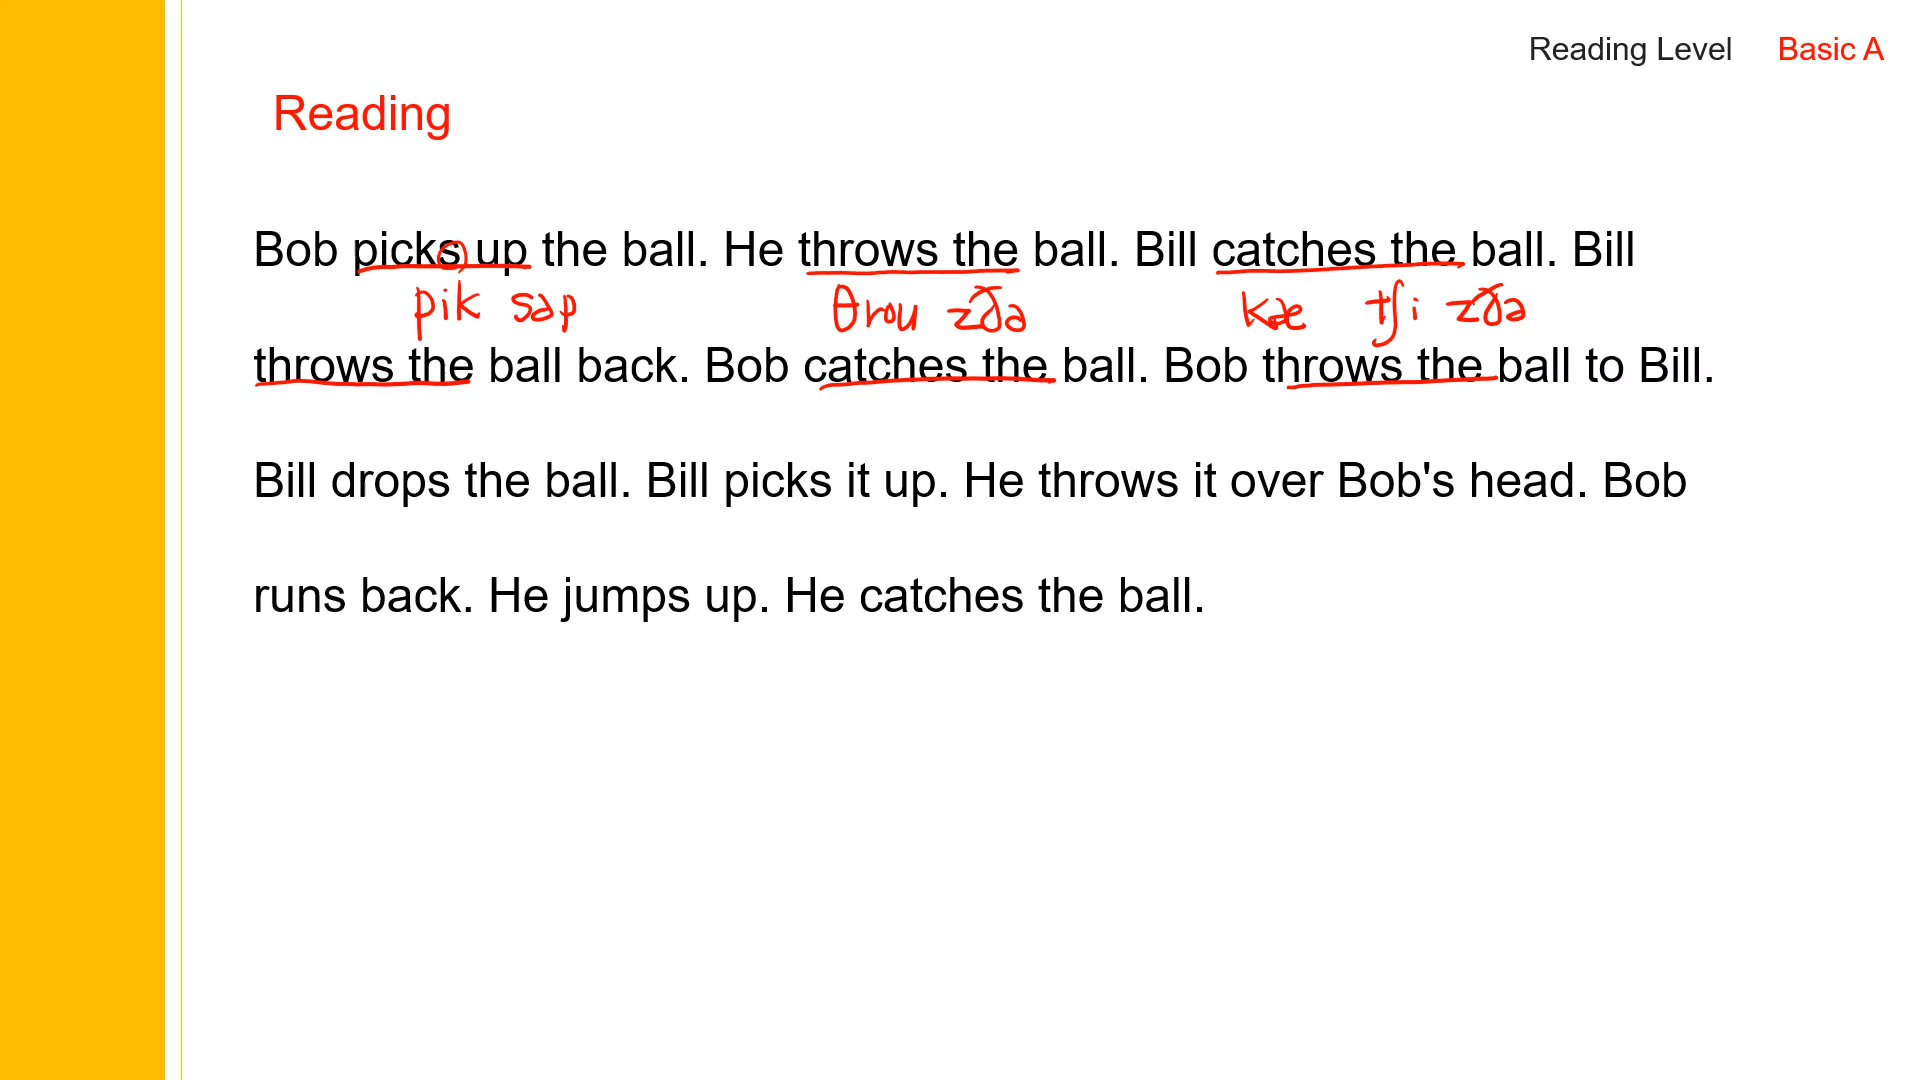 Reading Level Basic A
Reading
Bob picks up the ball. He throws the ball. Bill catches the ball. Bill
pik səp θrou zðə kæ tʃi zðə
throws the ball back. Bob catches the ball. Bob throws the ball to Bill.
Bill drops the ball. Bill picks it up. He throws it over Bob's head. Bob
runs back. He jumps up. He catches the ball.